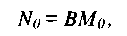 N₀ = BM₀,